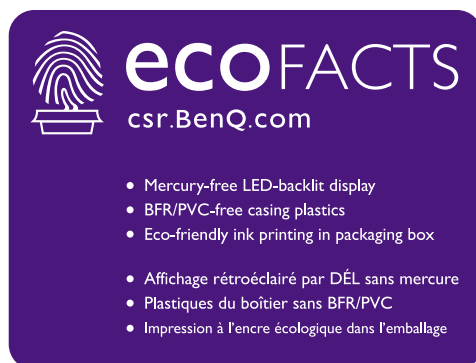 ecoFACTS
csr.BenQ.com
• Mercury-free LED-backlit display
• BFR/PVC-free casing plastics
• Eco-friendly ink printing in packaging box
• Affichage rétroéclairé par DÉL sans mercure
• Plastiques du boîtier sans BFR/PVC
• Impression à l'encre écologique dans l'emballage